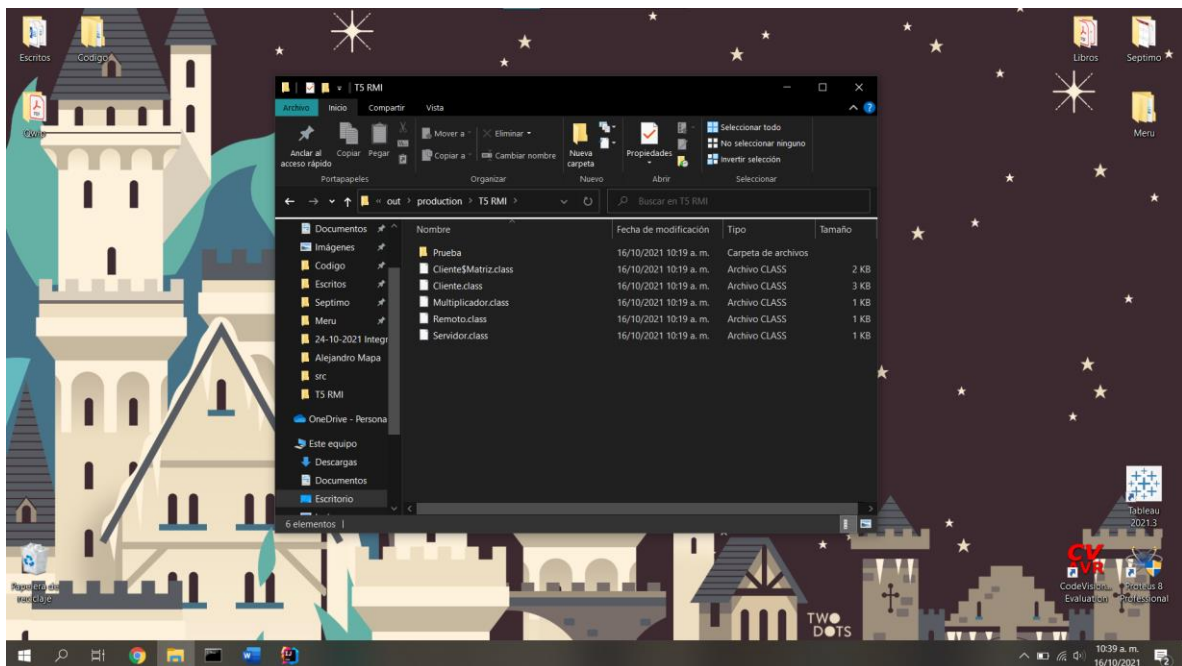 Escritos
Codigo
Libros
Septimo
Meru
T5 RMI
Archivo Inicio Compartir Vista
Anclar al acceso rápido
Copiar
Pegar
Mover a
Copiar a
Eliminar
Cambiar nombre
Nueva carpeta
Propiedades
Seleccionar todo
No seleccionar ninguno
Invertir selección
Portapapeles Organizar Nuevo Abrir Seleccionar
« out > production > T5 RMI >
Buscar en T5 RMI
Documentos
Imágenes
Codigo
Escritos
Septimo
Meru
24-10-2021 Integr
Alejandro Mapa
src
T5 RMI
OneDrive - Persona
Este equipo
Descargas
Documentos
Escritorio
Nombre Fecha de modificación Tipo Tamaño
Prueba 16/10/2021 10:19 a. m. Carpeta de archivos
Cliente$Matriz.class 16/10/2021 10:19 a. m. Archivo CLASS 2 KB
Cliente.class 16/10/2021 10:19 a. m. Archivo CLASS 3 KB
Multiplicador.class 16/10/2021 10:19 a. m. Archivo CLASS 1 KB
Remoto.class 16/10/2021 10:19 a. m. Archivo CLASS 1 KB
Servidor.class 16/10/2021 10:19 a. m. Archivo CLASS 1 KB
6 elementos
Tableau
2021.3
Papelera de
reciclaje
CV
AVR
CodeVision...
Evaluation
Proteus 8
Professional
TWO
DOTS
10:39 a. m.
16/10/2021